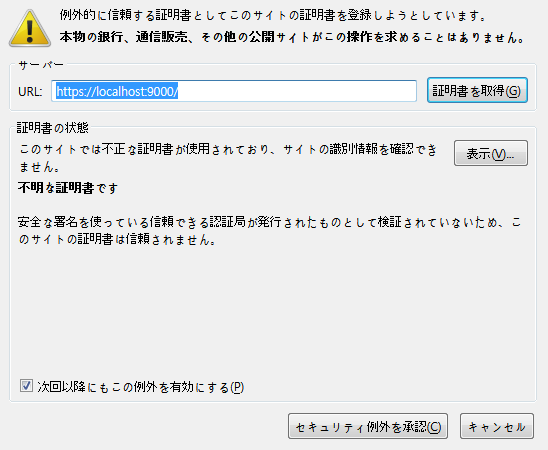 例外的に信頼する証明書としてこのサイトの証明書を登録しようとしています。
本物の銀行、通信販売、その他の公開サイトがこの操作を求めることはありません。
サーバー
URL: https://localhost:9000/ 証明書を取得(G)
証明書の状態
このサイトでは不正な証明書が使用されており、サイトの識別情報を確認でき
ません。
表示(V)...
不明な証明書です
安全な署名を使っている信頼できる認証局が発行されたものとして検証されていないため、こ
のサイトの証明書は信頼されません。
次回以降にもこの例外を有効にする(P)
セキュリティ例外を承認(C) キャンセル